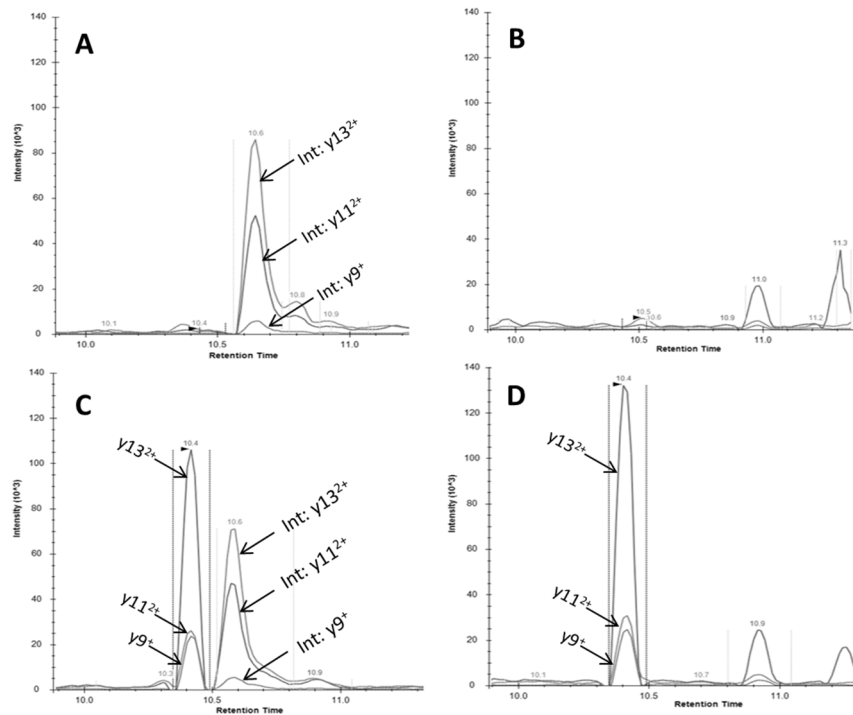 A
140
120
100
80
60
40
20
0
Intensity (10^3)
10.1
10.4
10.6
10.8
10.9
Int: y13²⁺
Int: y11²⁺
Int: y9⁺
10.0
10.5
11.0
Retention Time
B
140
120
100
80
60
40
20
0
Intensity (10^3)
10.5
10.6
10.9
11.0
11.2
11.3
10.0
10.5
11.0
Retention Time
C
140
120
100
80
60
40
20
0
Intensity (10^3)
y13²⁺
y11²⁺
y9⁺
10.3
10.4
10.6
10.9
Int: y13²⁺
Int: y11²⁺
Int: y9⁺
10.0
10.5
11.0
Retention Time
D
140
120
100
80
60
40
20
0
Intensity (10^3)
y13²⁺
y11²⁺
y9⁺
10.1
10.4
10.7
10.9
10.0
10.5
11.0
Retention Time